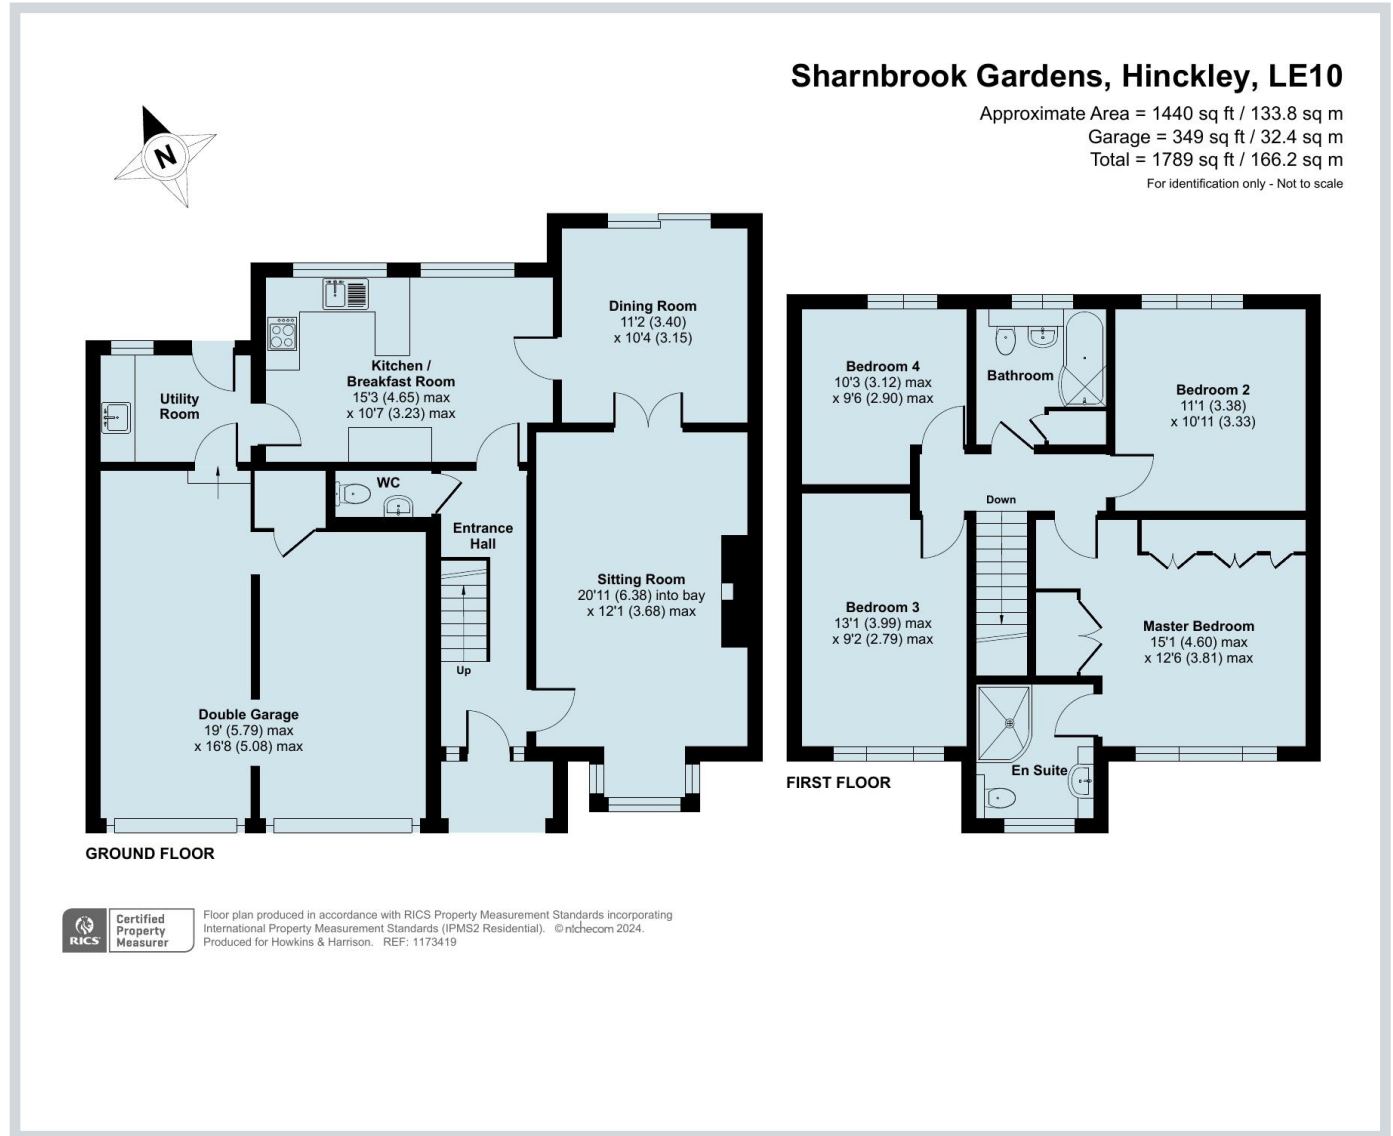 Sharnbrook Gardens, Hinckley, LE10
Approximate Area = 1440 sq ft / 133.8 sq m
Garage = 349 sq ft / 32.4 sq m
Total = 1789 sq ft / 166.2 sq m
For identification only - Not to scale
N
Dining Room
11'2 (3.40)
x 10'4 (3.15)
Kitchen /
Breakfast Room
15'3 (4.65) max
x 10'7 (3.23) max
Utility
Room
WC
Entrance
Hall
Sitting Room
20'11 (6.38) into bay
x 12'1 (3.68) max
Up
Double Garage
19' (5.79) max
x 16'8 (5.08) max
GROUND FLOOR
Bedroom 4
10'3 (3.12) max
x 9'6 (2.90) max
Bathroom
Bedroom 2
11'1 (3.38)
x 10'11 (3.33)
Down
Bedroom 3
13'1 (3.99) max
x 9'2 (2.79) max
Master Bedroom
15'1 (4.60) max
x 12'6 (3.81) max
En Suite
FIRST FLOOR
RICS
Certified
Property
Measurer
Floor plan produced in accordance with RICS Property Measurement Standards incorporating
International Property Measurement Standards (IPMS2 Residential). © nichecom 2024.
Produced for Howkins & Harrison. REF: 1173419